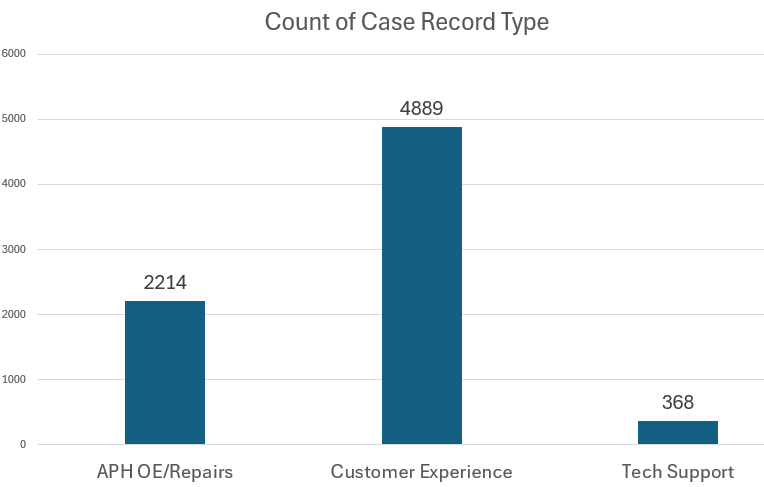 Count of Case Record Type
6000
5000
4000
3000
2000
1000
0
2214
4889
368
APH OE/Repairs
Customer Experience
Tech Support